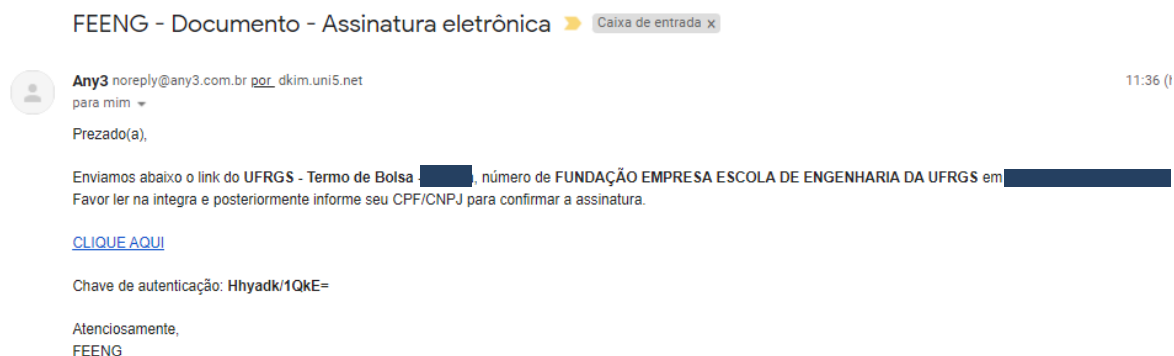 FEENG - Documento - Assinatura eletrônica Caixa de entrada x
Any3 noreply@any3.com.br por dkim.uni5.net 11:36
para mim
Prezado(a),
Enviamos abaixo o link do UFRGS - Termo de Bolsa - , número de FUNDAÇÃO EMPRESA ESCOLA DE ENGENHARIA DA UFRGS em
Favor ler na integra e posteriormente informe seu CPF/CNPJ para confirmar a assinatura.
CLIQUE AQUI
Chave de autenticação: Hhyadk/1QkE=
Atenciosamente,
FEENG